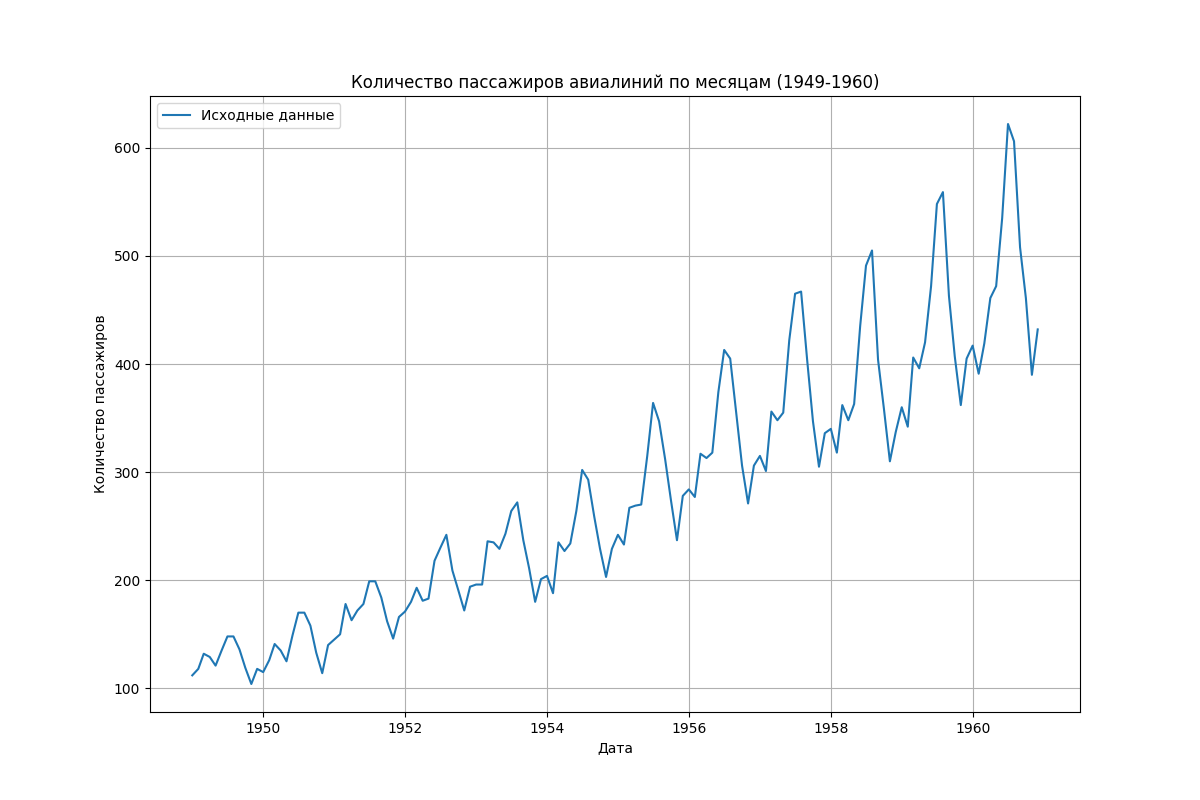 Количество пассажиров авиалиний по месяцам (1949-1960)
Исходные данные
Количество пассажиров
600
500
400
300
200
100
1950 1952 1954 1956 1958 1960
Дата